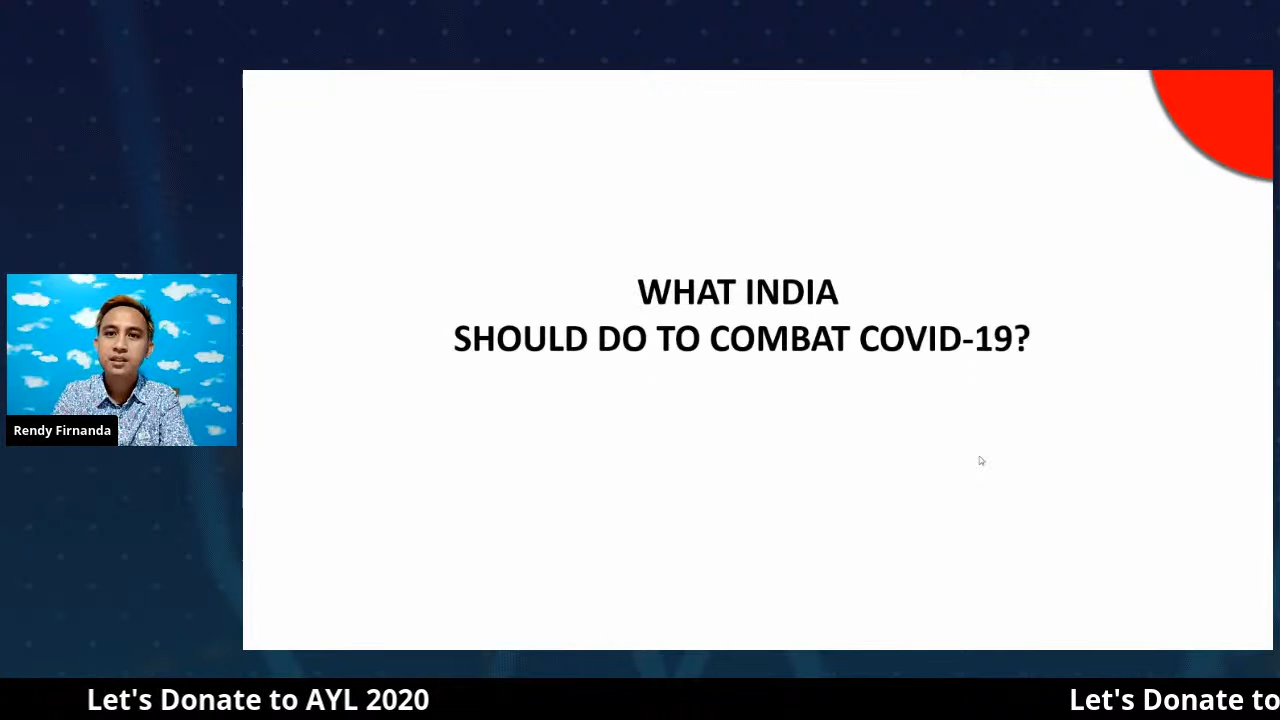 WHAT INDIA
SHOULD DO TO COMBAT COVID-19?
Rendy Firnanda
Let's Donate to AYL 2020
Let's Donate to